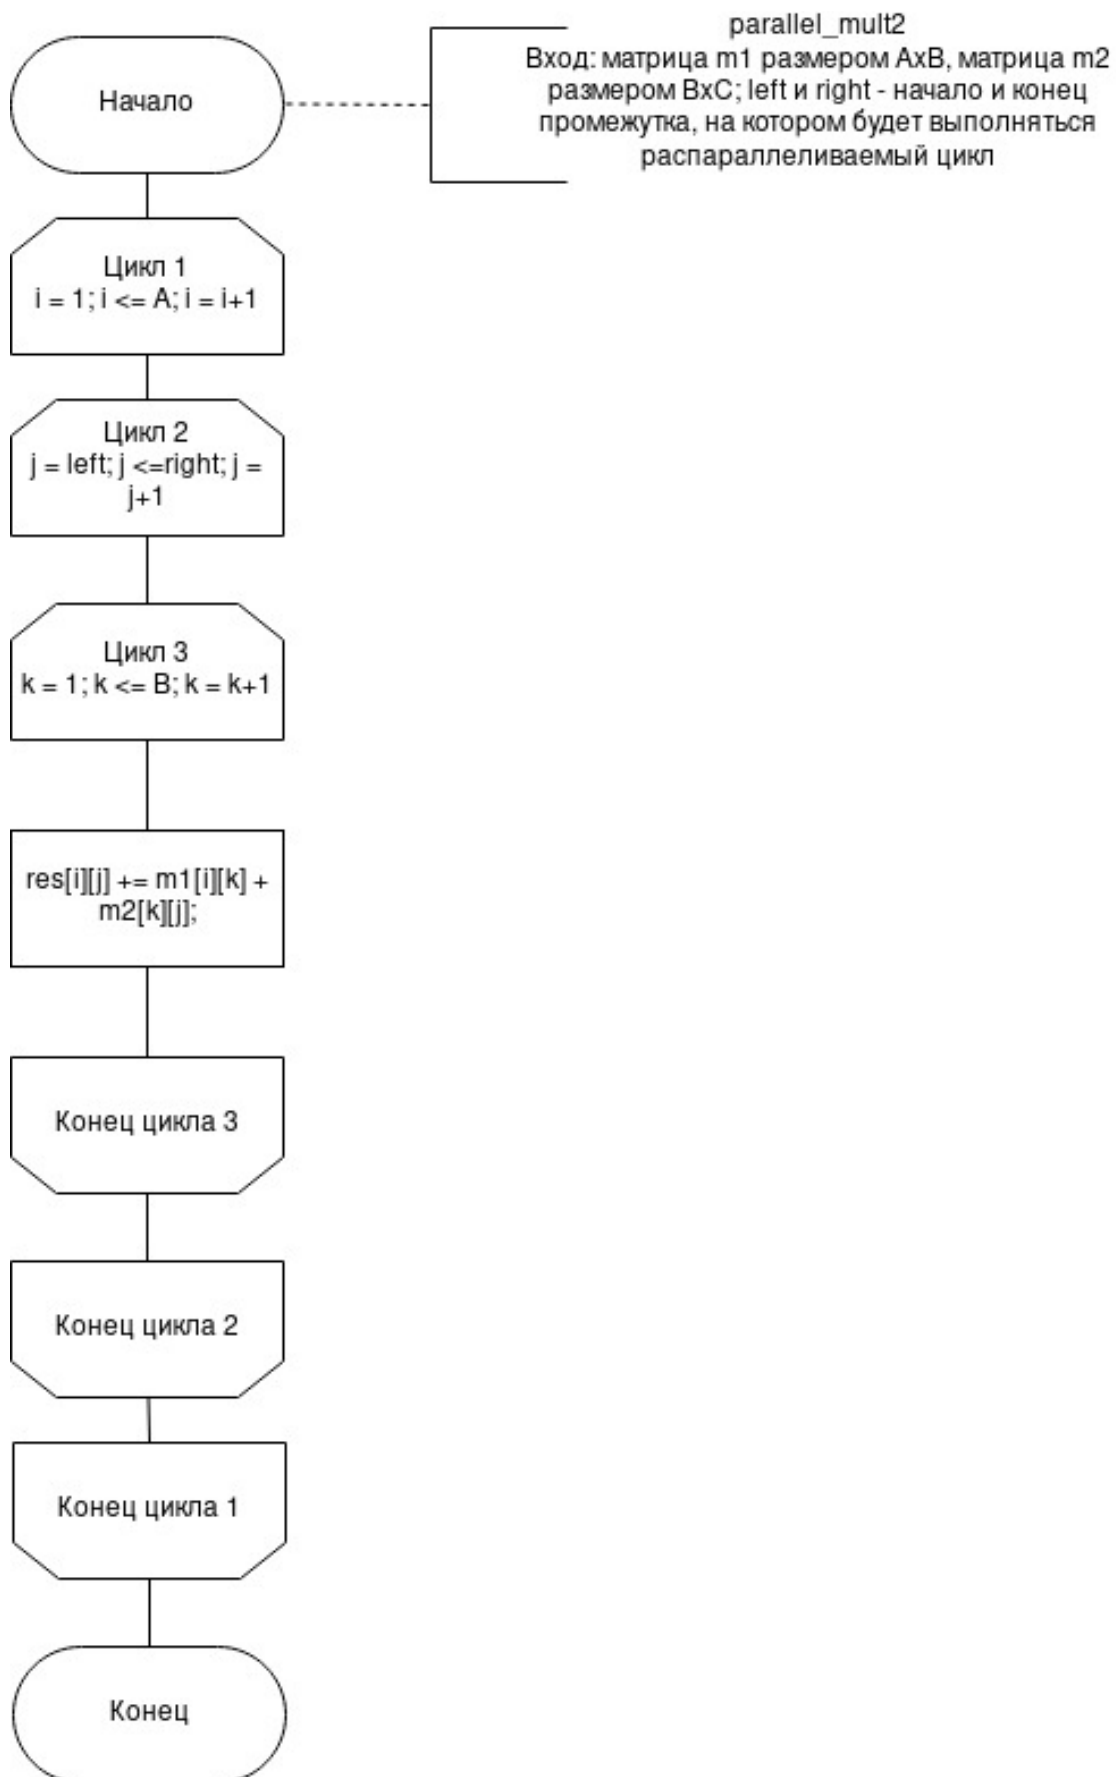 parallel_mult2
Вход: матрица m1 размером AxB, матрица m2
размером BxC; left и right - начало и конец
промежутка, на котором будет выполняться
распараллеливаемый цикл
Начало
Цикл 1
i = 1; i <= A; i = i+1
Цикл 2
j = left; j <=right; j =
j+1
Цикл 3
k = 1; k <= B; k = k+1
res[i][j] += m1[i][k] +
m2[k][j];
Конец цикла 3
Конец цикла 2
Конец цикла 1
Конец